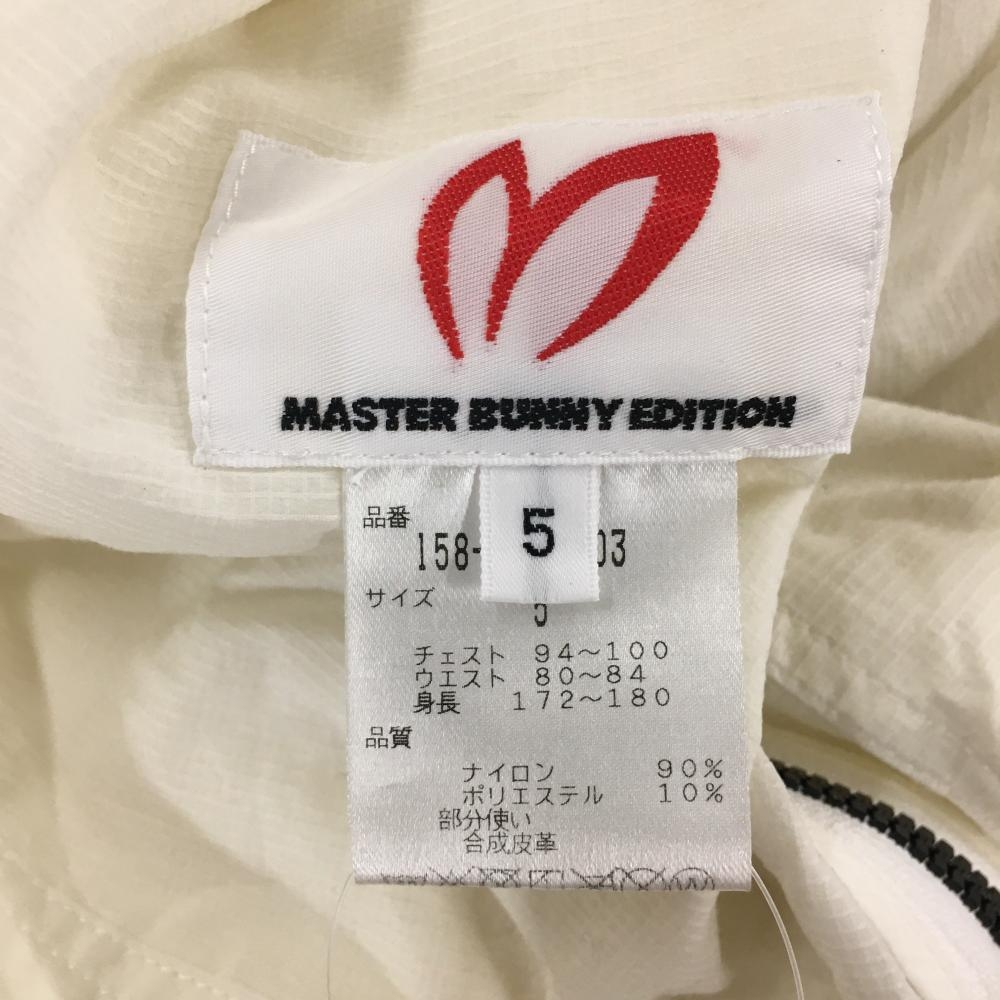 MASTER BUNNY EDITION
5
品番
158- 03
サイズ
5
チェスト 94〜100
ウエスト 80〜84
身長 172〜180
品質
ナイロン 90%
ポリエステル 10%
部分使い
合成皮革